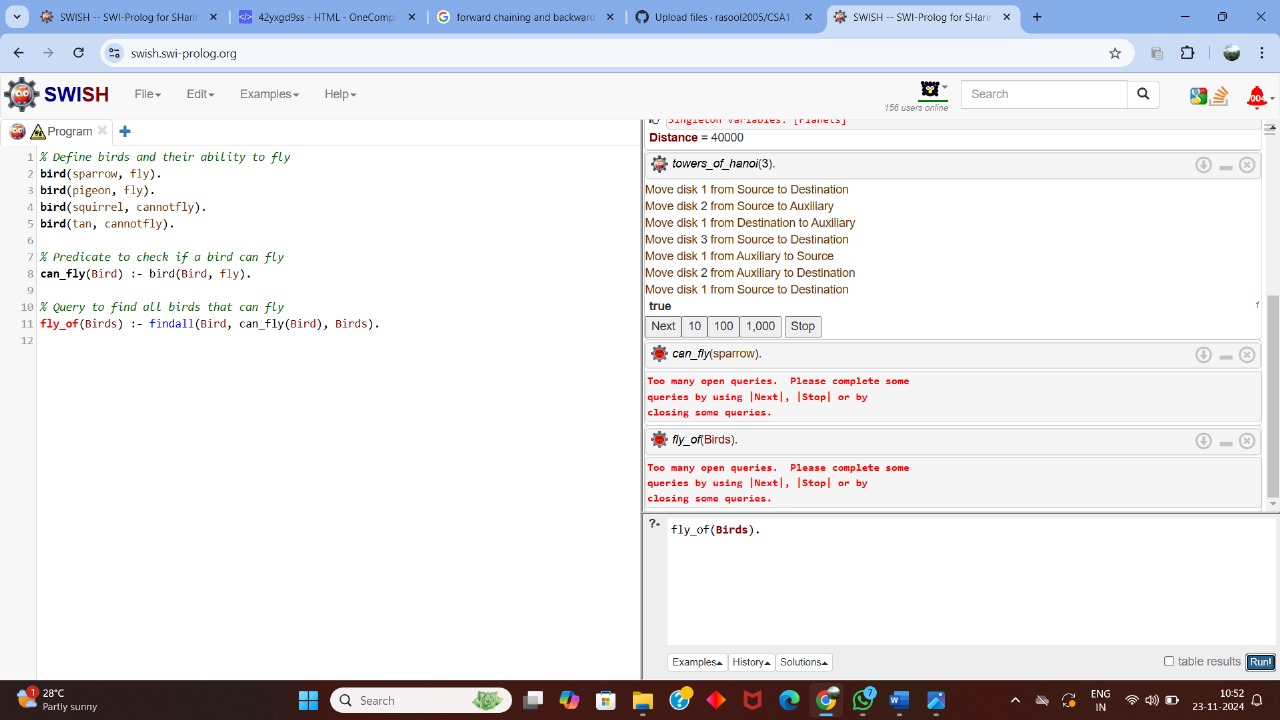 SWISH -- SWI-Prolog for SHarin
42yxgd9ss - HTML - OneComp
forward chaining and backward
Upload files · rasool2005/CSA17
SWISH -- SWI-Prolog for SHarin
swish.swi-prolog.org
SWISH
File
Edit
Examples
Help
156 users online
Search
Program
1 % Define birds and their ability to fly
2 bird(sparrow, fly).
3 bird(pigeon, fly).
4 bird(squirrel, cannotfly).
5 bird(tan, cannotfly).
6
7 % Predicate to check if a bird can fly
8 can_fly(Bird) :- bird(Bird, fly).
9
10 % Query to find all birds that can fly
11 fly_of(Birds) :- findall(Bird, can_fly(Bird), Birds).
12
Singleton variables: [Planets]
Distance = 40000
towers_of_hanoi(3).
Move disk 1 from Source to Destination
Move disk 2 from Source to Auxiliary
Move disk 1 from Destination to Auxiliary
Move disk 3 from Source to Destination
Move disk 1 from Auxiliary to Source
Move disk 2 from Auxiliary to Destination
Move disk 1 from Source to Destination
true
1
Next 10 100 1,000 Stop
can_fly(sparrow).
Too many open queries. Please complete some
queries by using |Next|, |Stop| or by
closing some queries.
fly_of(Birds).
Too many open queries. Please complete some
queries by using |Next|, |Stop| or by
closing some queries.
?-
fly_of(Birds).
Examples History Solutions
table results Run!
1
28°C
Partly sunny
Search
7
ENG
IN
10:52
23-11-2024